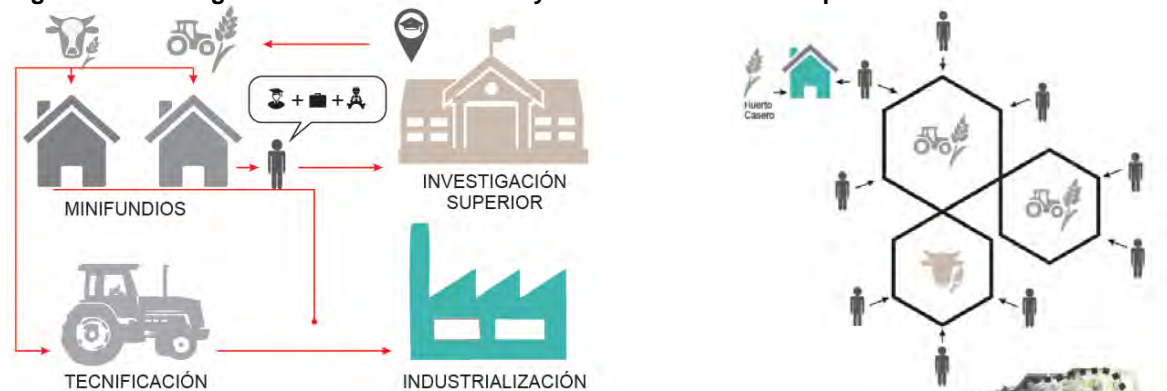 Huerto
Casero
INVESTIGACIÓN
SUPERIOR
MINIFUNDIOS
TECNIFICACIÓN
INDUSTRIALIZACIÓN